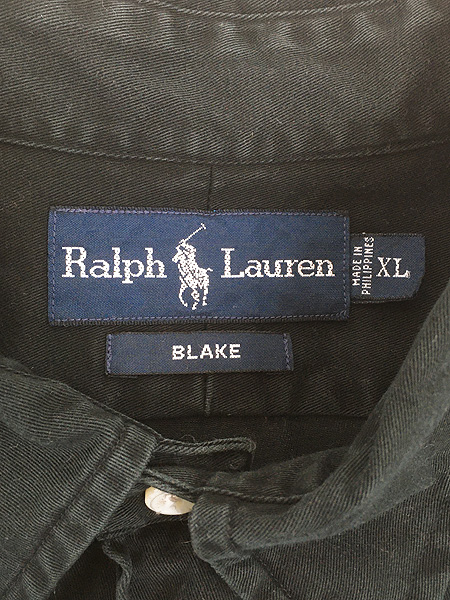 Ralph Lauren
MADE IN
PHILIPPINES
XL
BLAKE